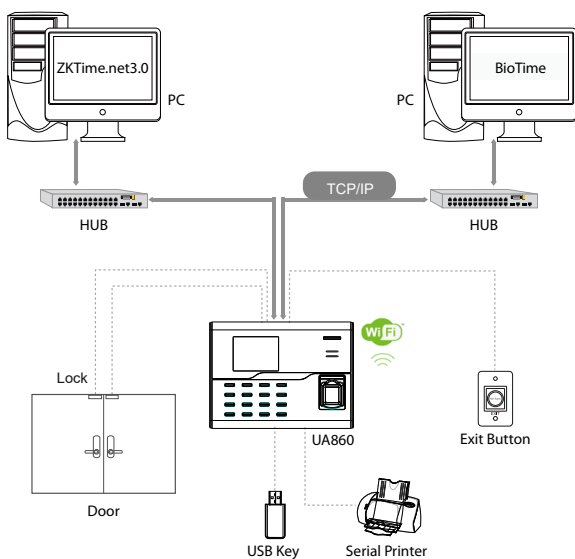 ZKTime.net3.0
BioTime
PC
PC
TCP/IP
HUB
HUB
WiFi
Lock
UA860
EXIT
Exit Button
Door
USB Key
Serial Printer